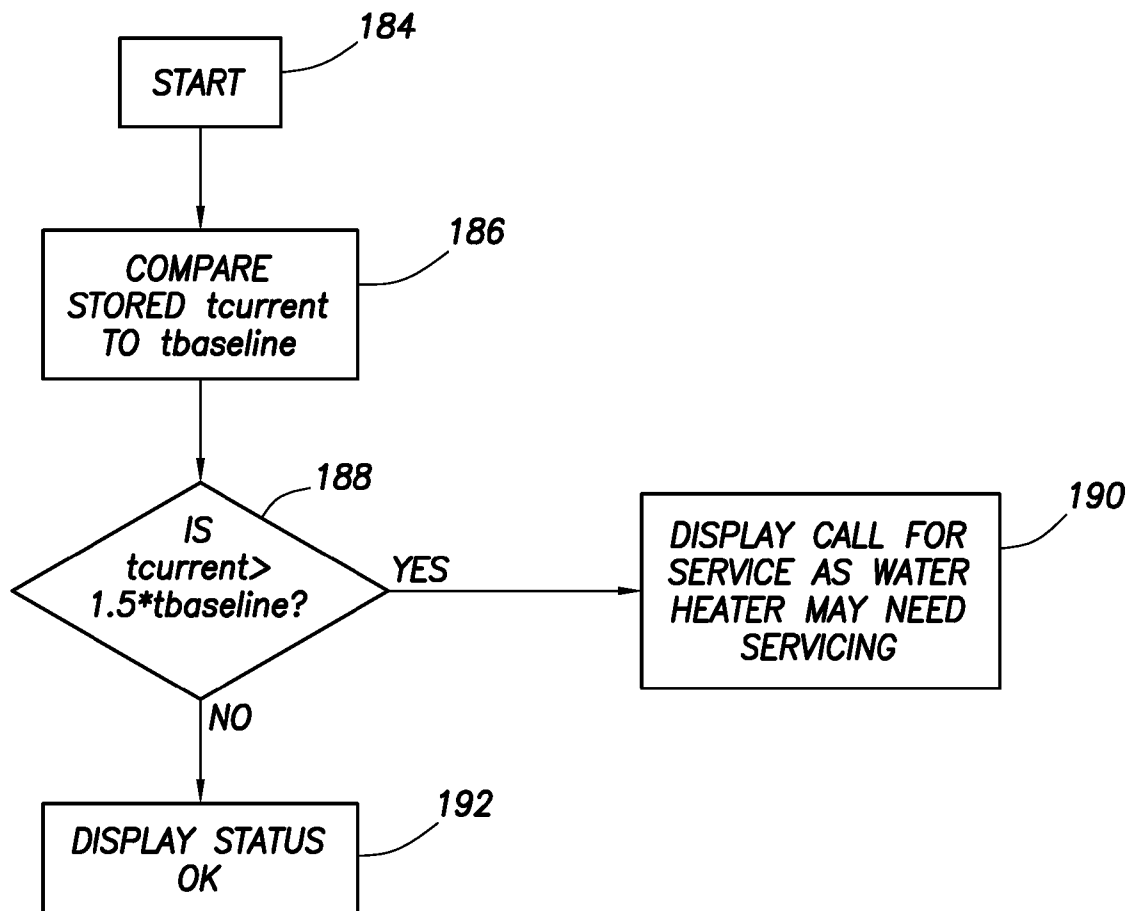 184
START
186
COMPARE
STORED tcurrent
TO tbaseline
188
IS
tcurrent>
1.5*tbaseline?
YES
190
DISPLAY CALL FOR
SERVICE AS WATER
HEATER MAY NEED
SERVICING
NO
192
DISPLAY STATUS
OK